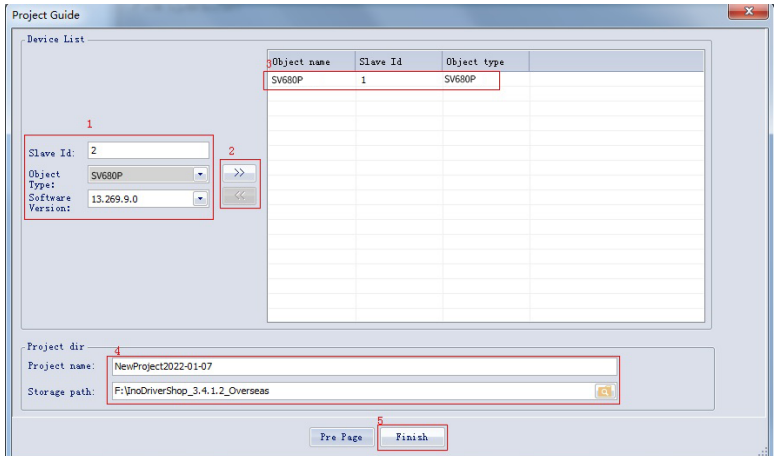 Project Guide
Device List
3 Object name Slave Id Object type
SV680P 1 SV680P
1
Slave Id: 2
2
>>
Object Type: SV680P
<<
Software Version: 13.269.9.0
Project dir
4
Project name: NewProject2022-01-07
Storage path: F:\InoDriverShop_3.4.1.2_Overseas
5
Pre Page Finish